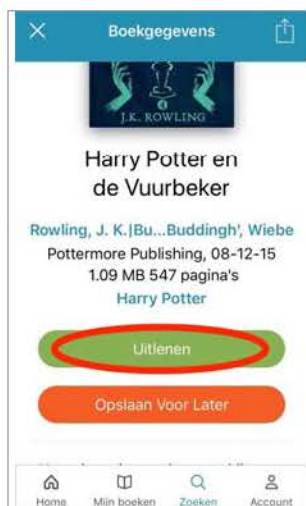 Boekgegevens
J.K. ROWLING
Harry Potter en
de Vuurbeker
Rowling, J. K.|Bu...Buddingh', Wiebe
Pottermore Publishing, 08-12-15
1.09 MB 547 pagina's
Harry Potter
Uitlenen
Opslaan Voor Later
Home Mijn boeken Zoeken Account